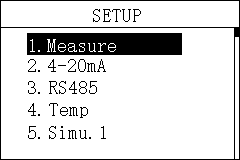 SETUP
1. Measure
2. 4-20mA
3. RS485
4. Temp
5. Simu. 1